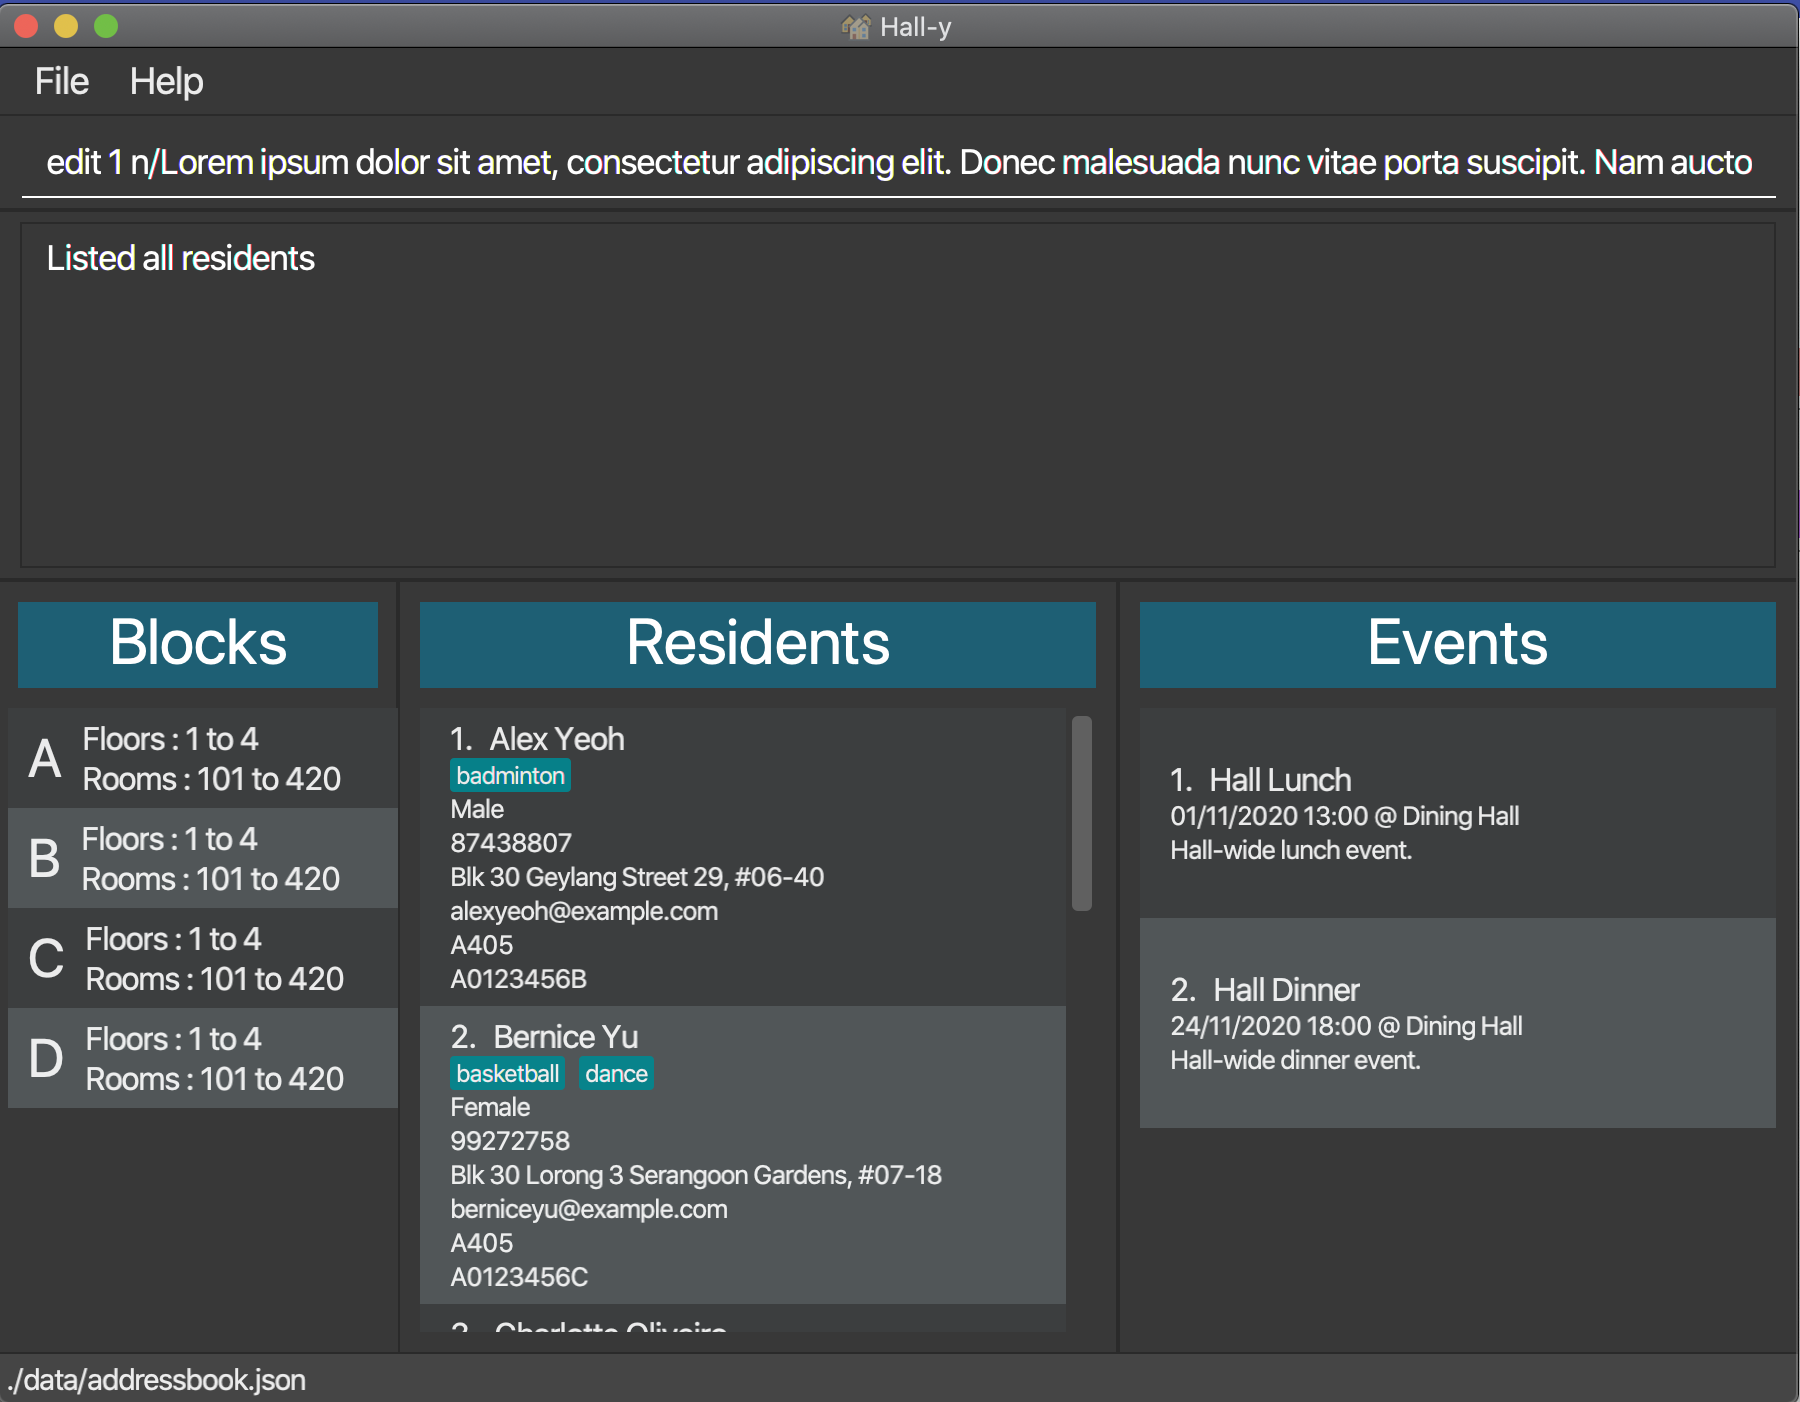 Hall-y
File Help
edit 1 n/Lorem ipsum dolor sit amet, consectetur adipiscing elit. Donec malesuada nunc vitae porta suscipit. Nam aucto
Listed all residents
Blocks
A
Floors : 1 to 4
Rooms : 101 to 420
B
Floors : 1 to 4
Rooms : 101 to 420
C
Floors : 1 to 4
Rooms : 101 to 420
D
Floors : 1 to 4
Rooms : 101 to 420
Residents
1. Alex Yeoh
badminton
Male
87438807
Blk 30 Geylang Street 29, #06-40
alexyeoh@example.com
A405
A0123456B
2. Bernice Yu
basketball dance
Female
99272758
Blk 30 Lorong 3 Serangoon Gardens, #07-18
berniceyu@example.com
A405
A0123456C
3. Charlotte Oliveiro
Events
1. Hall Lunch
01/11/2020 13:00 @ Dining Hall
Hall-wide lunch event.
2. Hall Dinner
24/11/2020 18:00 @ Dining Hall
Hall-wide dinner event.
./data/addressbook.json